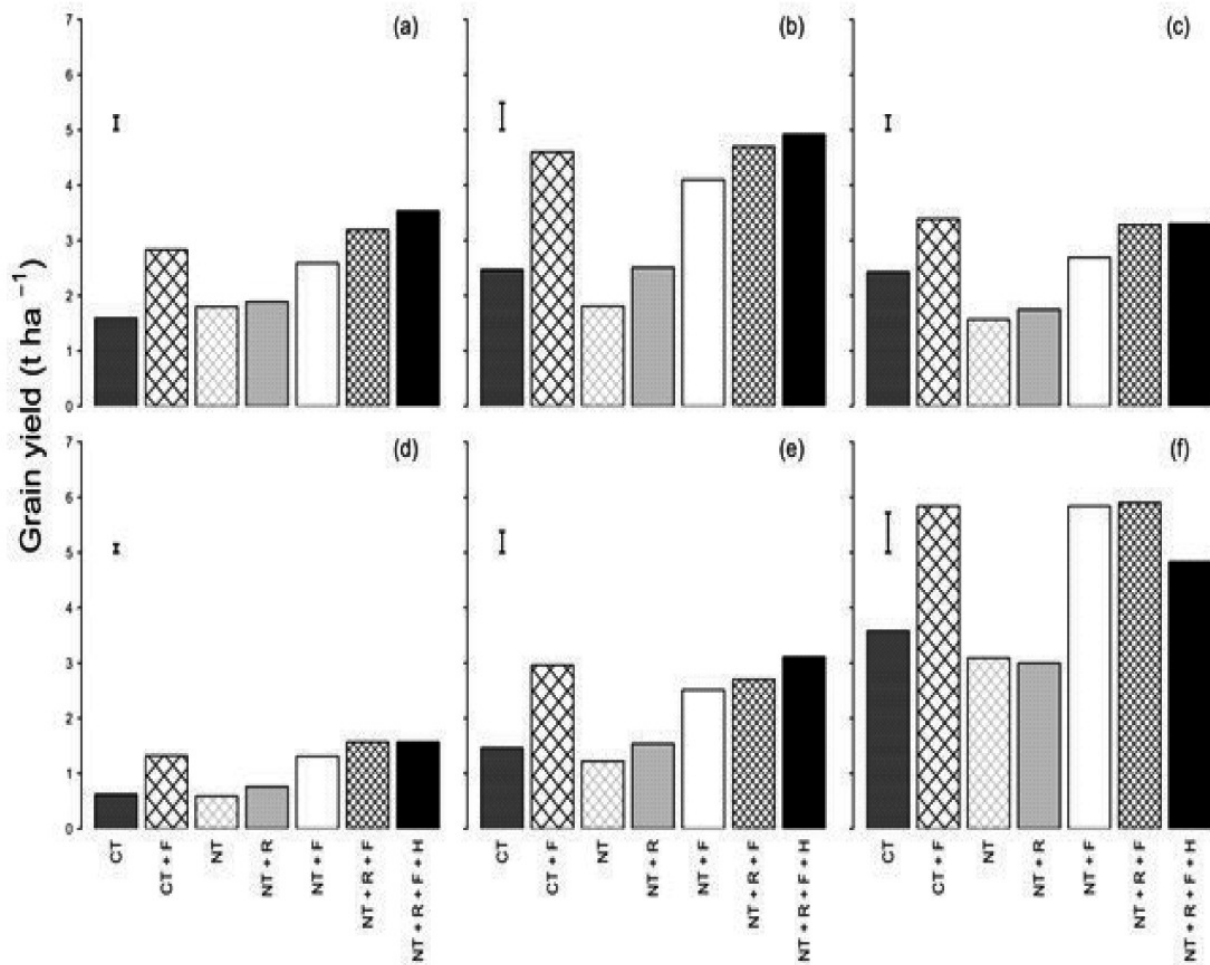 Grain yield (t ha ⁻¹)
(a)
7
6
5
4
3
2
1
0
(b)
(c)
(d)
7
6
5
4
3
2
1
0
(e)
(f)
CT
CT + F
NT
NT + R
NT + F
NT + R + F
NT + R + F + H
CT
CT + F
NT
NT + R
NT + F
NT + R + F
NT + R + F + H
CT
CT + F
NT
NT + R
NT + F
NT + R + F
NT + R + F + H